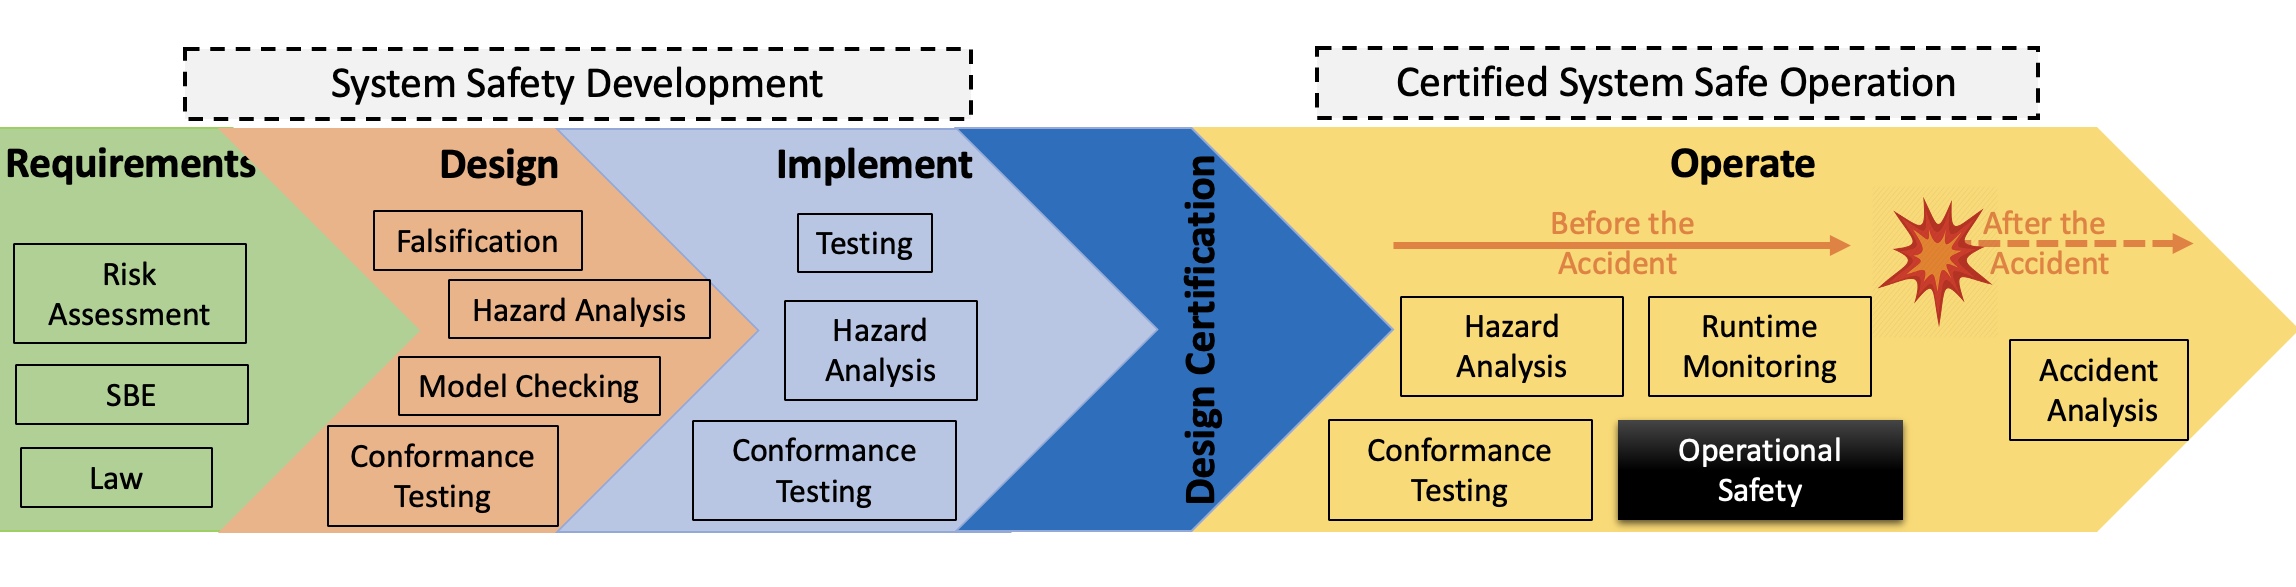 System Safety Development
Certified System Safe Operation
Requirements
Risk
Assessment
SBE
Law
Design
Falsification
Hazard Analysis
Model Checking
Conformance
Testing
Implement
Testing
Hazard
Analysis
Conformance
Testing
Design Certification
Operate
Before the
Accident
After the
Accident
Hazard
Analysis
Runtime
Monitoring
Conformance
Testing
Operational
Safety
Accident
Analysis